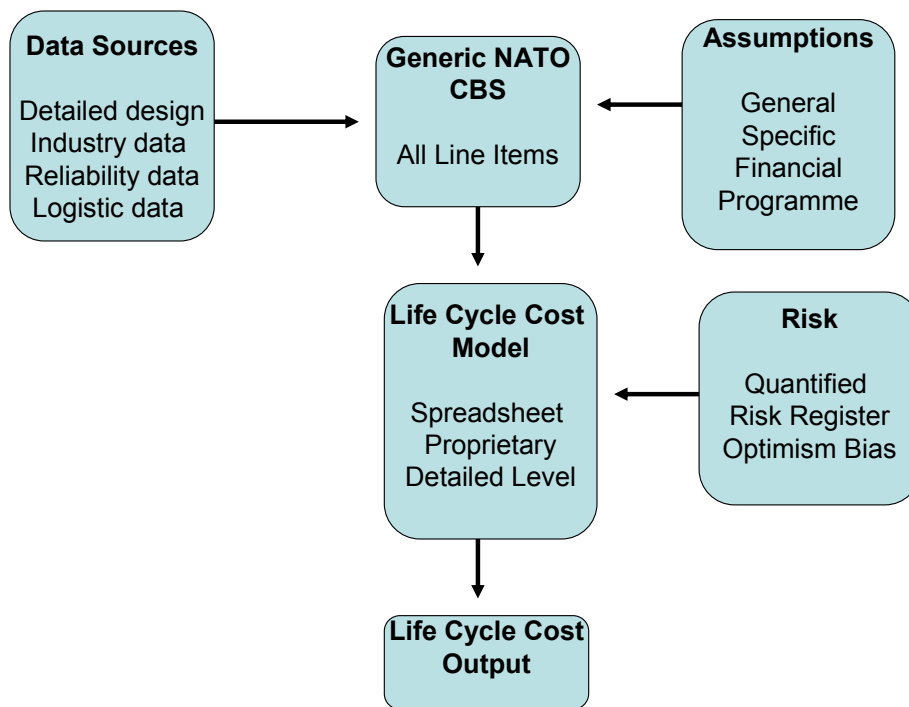 Data Sources
Detailed design
Industry data
Reliability data
Logistic data
Generic NATO
CBS
All Line Items
Assumptions
General
Specific
Financial
Programme
Life Cycle Cost
Model
Spreadsheet
Proprietary
Detailed Level
Risk
Quantified
Risk Register
Optimism Bias
Life Cycle Cost
Output